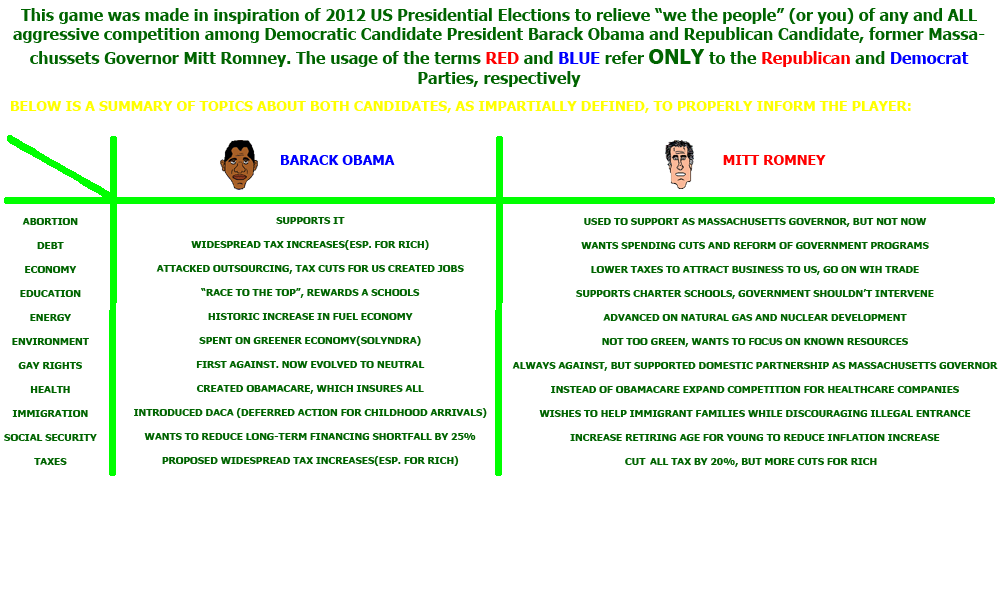 This game was made in inspiration of 2012 US Presidential Elections to relieve “we the people” (or you) of any and ALL
aggressive competition among Democratic Candidate President Barack Obama and Republican Candidate, former Massa-
chussets Governor Mitt Romney. The usage of the terms RED and BLUE refer ONLY to the Republican and Democrat
Parties, respectively
BELOW IS A SUMMARY OF TOPICS ABOUT BOTH CANDIDATES, AS IMPARTIALLY DEFINED, TO PROPERLY INFORM THE PLAYER:
BARACK OBAMA MITT ROMNEY
ABORTION SUPPORTS IT USED TO SUPPORT AS MASSACHUSETTS GOVERNOR, BUT NOT NOW
DEBT WIDESPREAD TAX INCREASES(ESP. FOR RICH) WANTS SPENDING CUTS AND REFORM OF GOVERNMENT PROGRAMS
ECONOMY ATTACKED OUTSOURCING, TAX CUTS FOR US CREATED JOBS LOWER TAXES TO ATTRACT BUSINESS TO US, GO ON WIH TRADE
EDUCATION “RACE TO THE TOP”, REWARDS A SCHOOLS SUPPORTS CHARTER SCHOOLS, GOVERNMENT SHOULDN’T INTERVENE
ENERGY HISTORIC INCREASE IN FUEL ECONOMY ADVANCED ON NATURAL GAS AND NUCLEAR DEVELOPMENT
ENVIRONMENT SPENT ON GREENER ECONOMY(SOLYNDRA) NOT TOO GREEN, WANTS TO FOCUS ON KNOWN RESOURCES
GAY RIGHTS FIRST AGAINST. NOW EVOLVED TO NEUTRAL ALWAYS AGAINST, BUT SUPPORTED DOMESTIC PARTNERSHIP AS MASSACHUSETTS GOVERNOR
HEALTH CREATED OBAMACARE, WHICH INSURES ALL INSTEAD OF OBAMACARE EXPAND COMPETITION FOR HEALTHCARE COMPANIES
IMMIGRATION INTRODUCED DACA (DEFERRED ACTION FOR CHILDHOOD ARRIVALS) WISHES TO HELP IMMIGRANT FAMILIES WHILE DISCOURAGING ILLEGAL ENTRANCE
SOCIAL SECURITY WANTS TO REDUCE LONG-TERM FINANCING SHORTFALL BY 25% INCREASE RETIRING AGE FOR YOUNG TO REDUCE INFLATION INCREASE
TAXES PROPOSED WIDESPREAD TAX INCREASES(ESP. FOR RICH) CUT ALL TAX BY 20%, BUT MORE CUTS FOR RICH